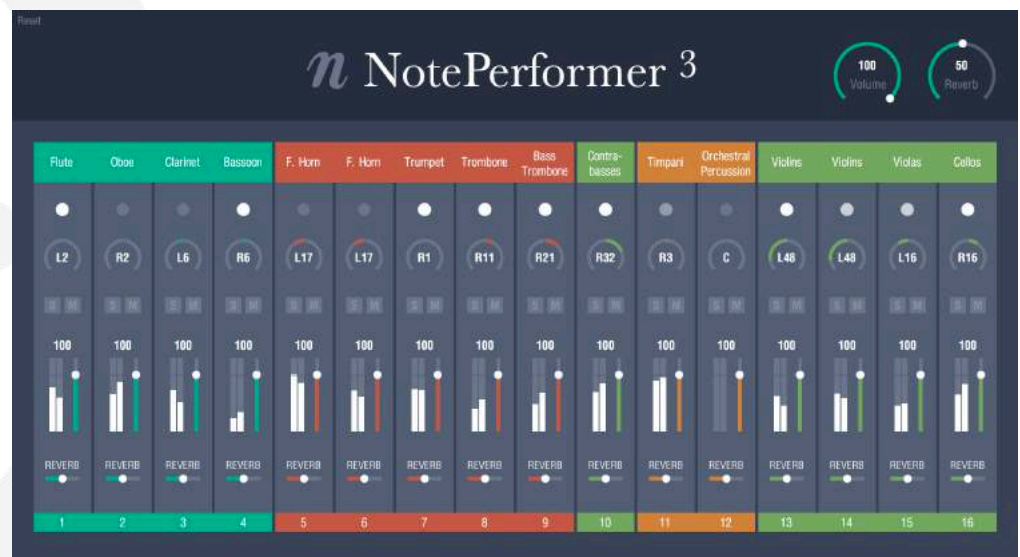 Reset
n NotePerformer 3
100 Volume
50 Reverb
Flute Oboe Clarinet Bassoon F. Horn F. Horn Trumpet Trombone Bass Trombone Contra-basses Timpani Orchestral Percussion Violins Violins Violas Cellos
L2 R2 L6 R6 L17 L17 R1 R11 R21 R32 R3 C L48 L48 L16 R16
S M S M S M S M S M S M S M S M S M S M S M S M S M S M S M S M
100 100 100 100 100 100 100 100 100 100 100 100 100 100 100 100
REVERB REVERB REVERB REVERB REVERB REVERB REVERB REVERB REVERB REVERB REVERB REVERB REVERB REVERB REVERB REVERB
1 2 3 4 5 6 7 8 9 10 11 12 13 14 15 16